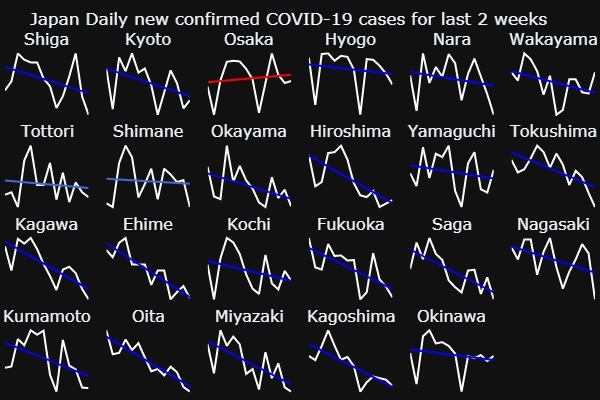 Japan Daily new confirmed COVID-19 cases for last 2 weeks
Shiga Kyoto Osaka Hyogo Nara Wakayama
Tottori Shimane Okayama Hiroshima Yamaguchi Tokushima
Kagawa Ehime Kochi Fukuoka Saga Nagasaki
Kumamoto Oita Miyazaki Kagoshima Okinawa